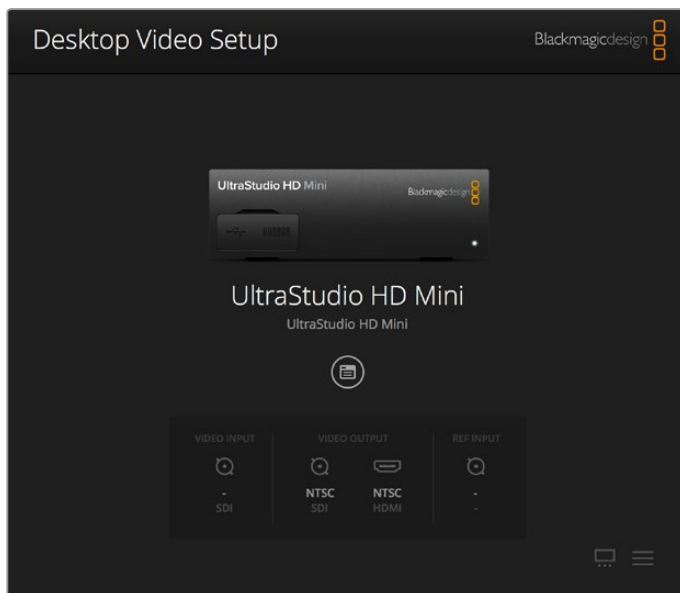 Desktop Video Setup
Blackmagicdesign
UltraStudio HD Mini
Blackmagicdesign
UltraStudio HD Mini
UltraStudio HD Mini
VIDEO INPUT VIDEO OUTPUT REF INPUT
- NTSC NTSC -
SDI SDI HDMI -